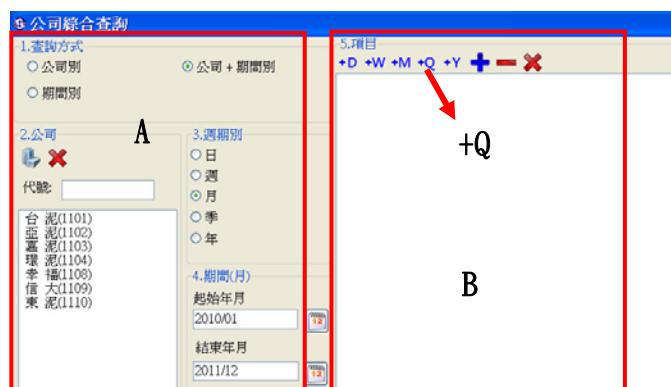 公司綜合查詢
1.查詢方式
公司別
公司 + 期間別
期間別
A
2.公司
代號:
台 泥(1101)
亞 泥(1102)
嘉 泥(1103)
環 泥(1104)
幸 福(1108)
信 大(1109)
東 泥(1110)
3.週期別
日
週
月
季
年
4.期間(月)
起始年月
2010/01
12
結束年月
2011/12
12
5.項目
+D +W +M +Q +Y
+Q
B